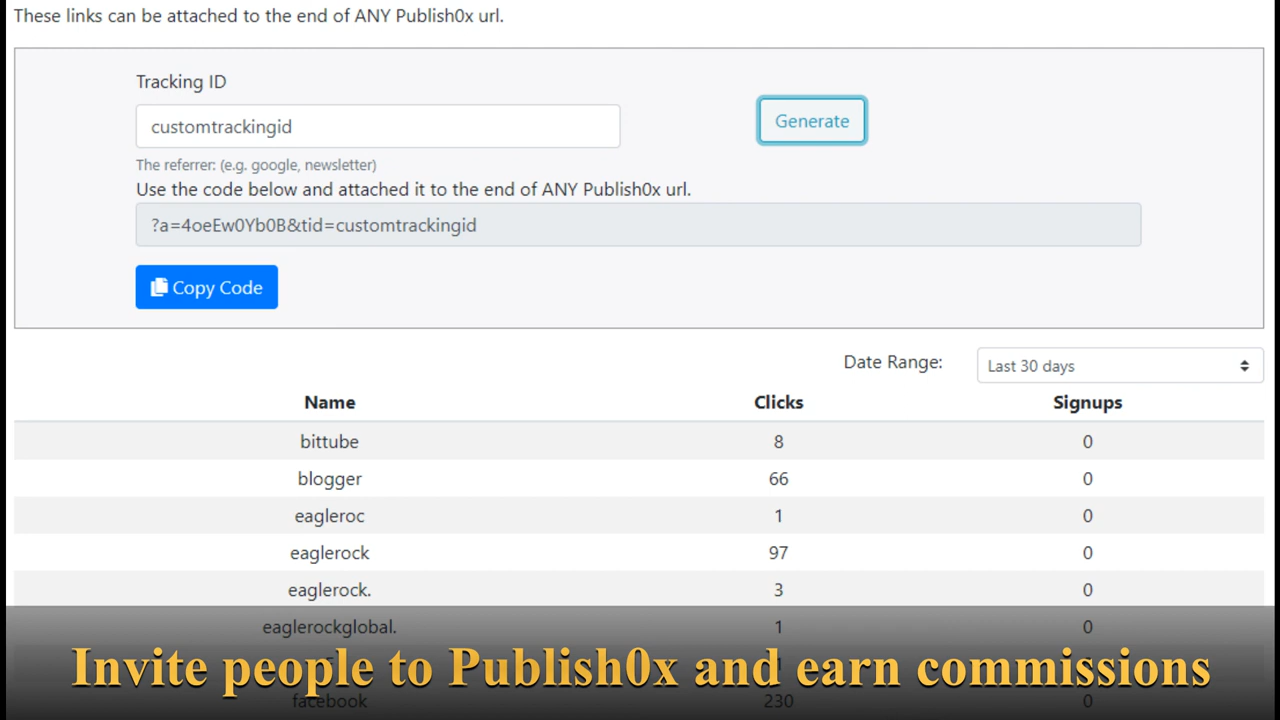 These links can be attached to the end of ANY Publish0x url.
Tracking ID
customtrackingid
Generate
The referrer: (e.g. google, newsletter)
Use the code below and attached it to the end of ANY Publish0x url.
?a=4oeEw0Yb0B&tid=customtrackingid
Copy Code
Date Range: Last 30 days
Name Clicks Signups
bittube 8 0
blogger 66 0
eagleroc 1 0
eaglerock 97 0
eaglerock. 3 0
eaglerockglobal. 1 0
Invite people to Publish0x and earn commissions
facebook 230 0